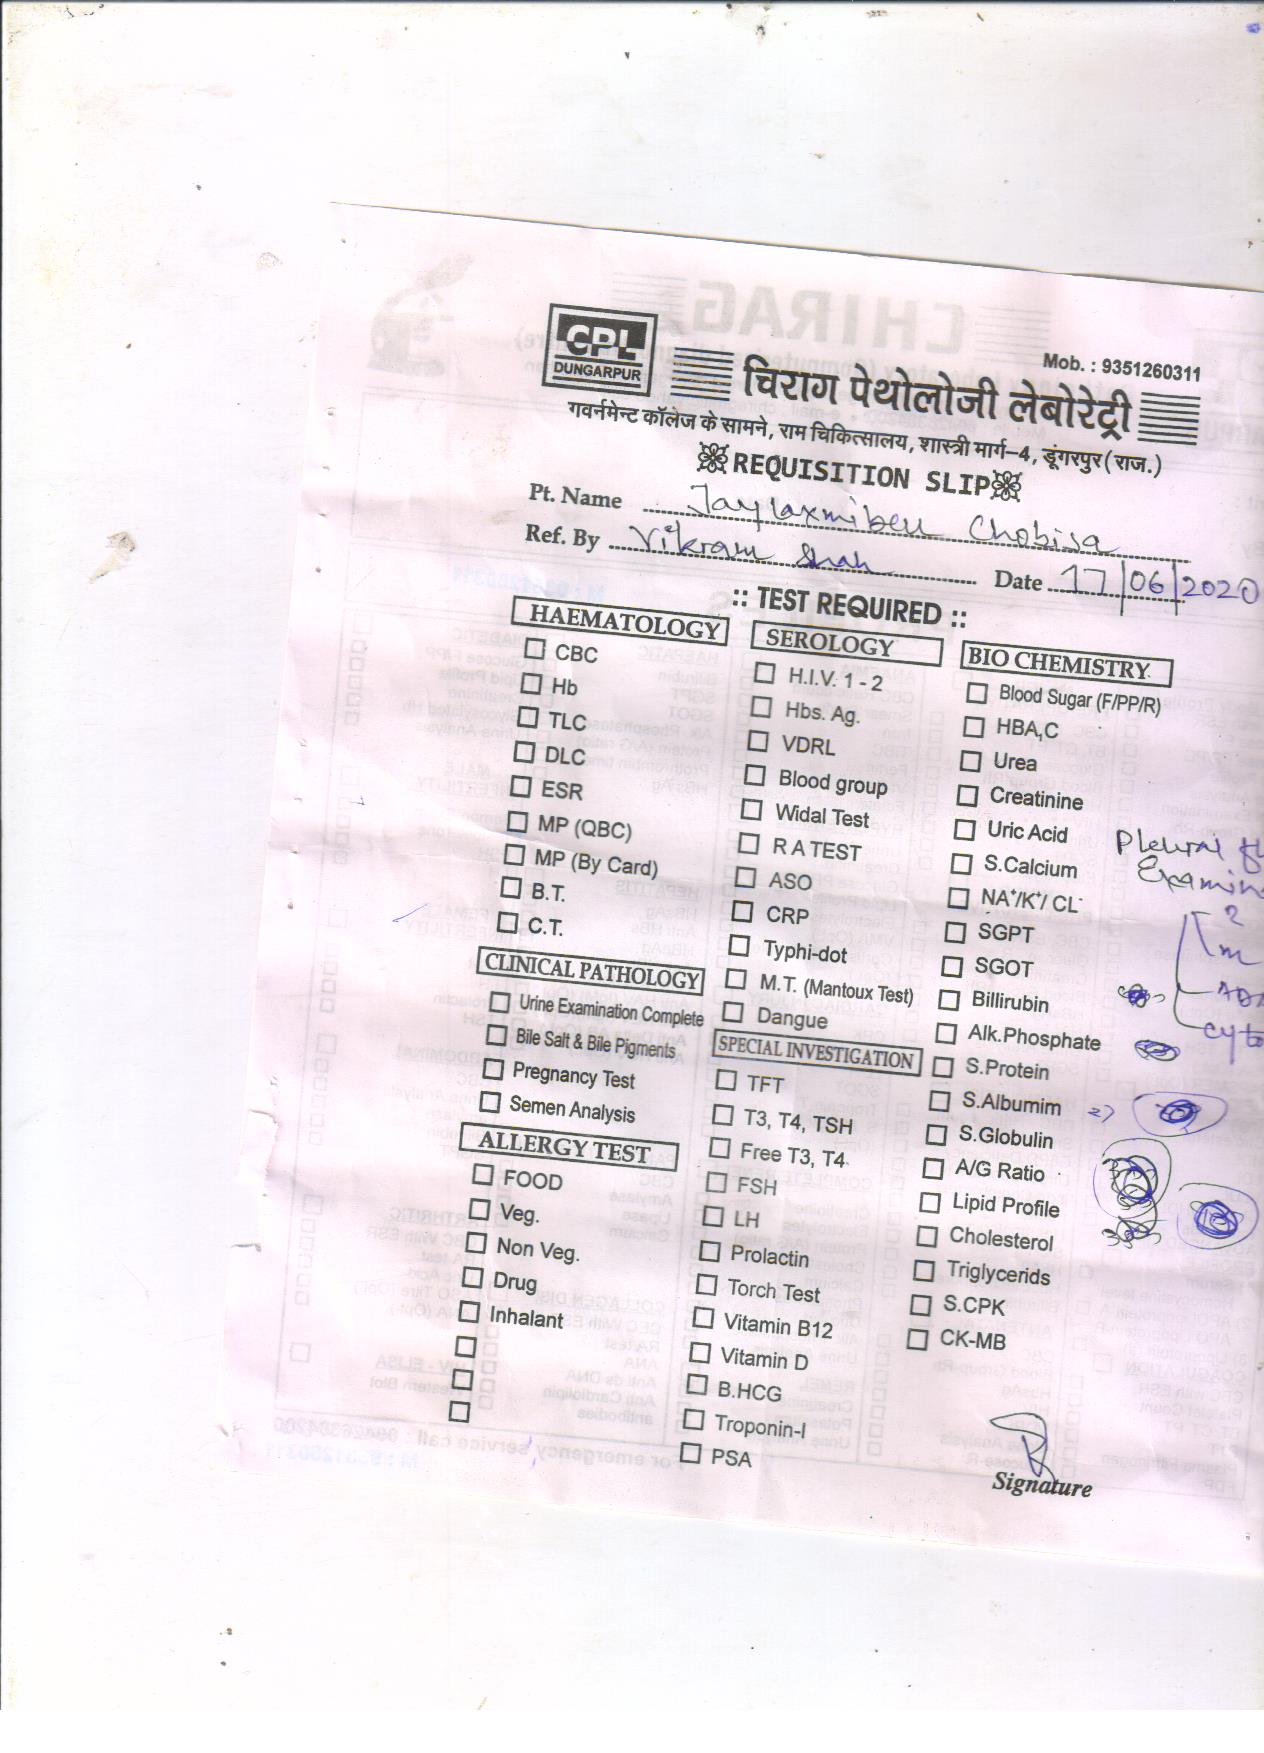 CPL
DUNGARPUR
Mob. : 9351260311
चिराग पेथोलोजी लेबोरेट्री
गवर्नमेन्ट कॉलेज के सामने, राम चिकित्सालय, शास्त्री मार्ग-4, डूंगरपुर (राज.)
REQUISITION SLIP
Pt. Name Jaylaxmiben Chobisa
Ref. By Vikram Shah Date 17/06/2020
:: TEST REQUIRED ::
HAEMATOLOGY
CBC
Hb
TLC
DLC
ESR
MP (QBC)
MP (By Card)
B.T.
C.T.
CLINICAL PATHOLOGY
Urine Examination Complete
Bile Salt & Bile Pigments
Pregnancy Test
Semen Analysis
ALLERGY TEST
FOOD
Veg.
Non Veg.
Drug
Inhalant
SEROLOGY
H.I.V. 1 - 2
Hbs. Ag.
VDRL
Blood group
Widal Test
R A TEST
ASO
CRP
Typhi-dot
M.T. (Mantoux Test)
Dangue
SPECIAL INVESTIGATION
TFT
T3, T4, TSH
Free T3, T4
FSH
LH
Prolactin
Torch Test
Vitamin B12
Vitamin D
B.HCG
Troponin-I
PSA
BIO CHEMISTRY
Blood Sugar (F/PP/R)
HBA,C
Urea
Creatinine
Uric Acid
S.Calcium
NA⁺/K⁺/ CL⁻
SGPT
SGOT
Billirubin
Alk.Phosphate
S.Protein
S.Albumim
S.Globulin
A/G Ratio
Lipid Profile
Cholesterol
Triglycerids
S.CPK
CK-MB
Pleural fl
Examin
m
ADA
cyto
2)
Signature